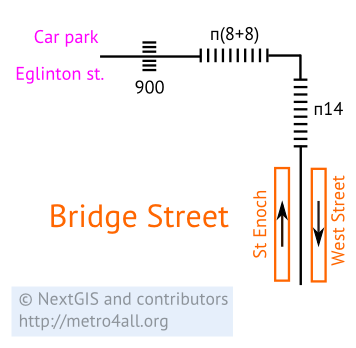 Car park
п(8+8)
Eglinton st.
900
п14
St Enoch
West Street
Bridge Street
© NextGIS and contributors
http://metro4all.org